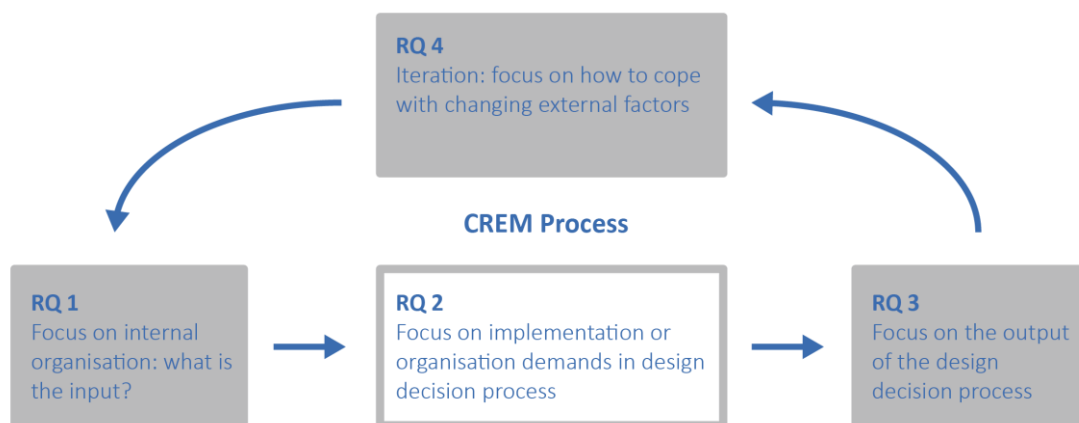 RQ 4
Iteration: focus on how to cope
with changing external factors
CREM Process
RQ 1
Focus on internal
organisation: what is
the input?
RQ 2
Focus on implementation or
organisation demands in design
decision process
RQ 3
Focus on the output
of the design
decision process